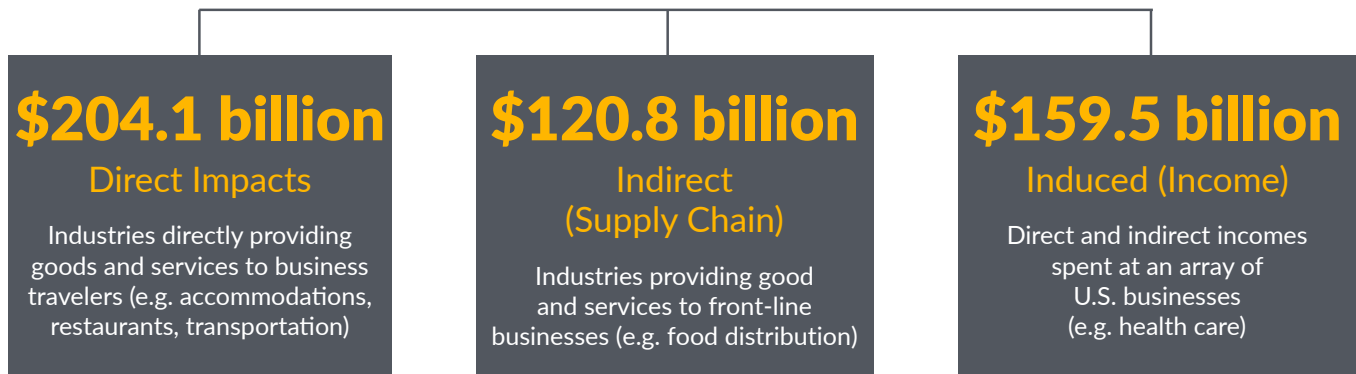 $204.1 billion
Direct Impacts
Industries directly providing
goods and services to business
travelers (e.g. accommodations,
restaurants, transportation)
$120.8 billion
Indirect
(Supply Chain)
Industries providing good
and services to front-line
businesses (e.g. food distribution)
$159.5 billion
Induced (Income)
Direct and indirect incomes
spent at an array of
U.S. businesses
(e.g. health care)